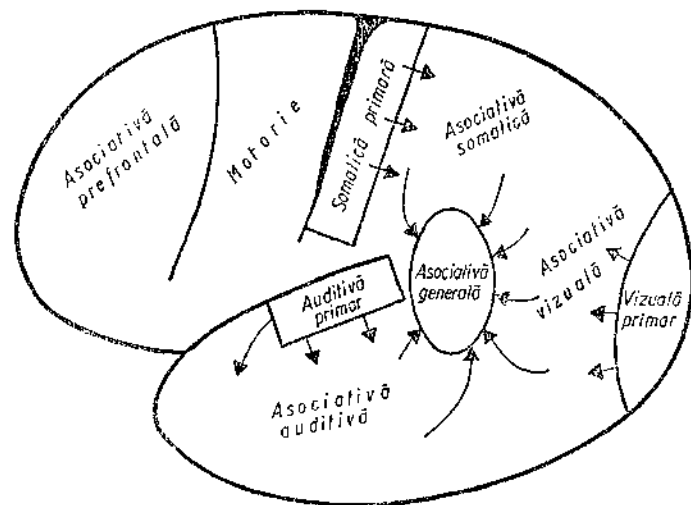 Asociativă
prefrontală
Motorie
Somatică primară
Asociativă
somatică
Asociativă
generală
Asociativă
vizuală
Vizuală
primar
Auditivă
primar
Asociativă
auditivă